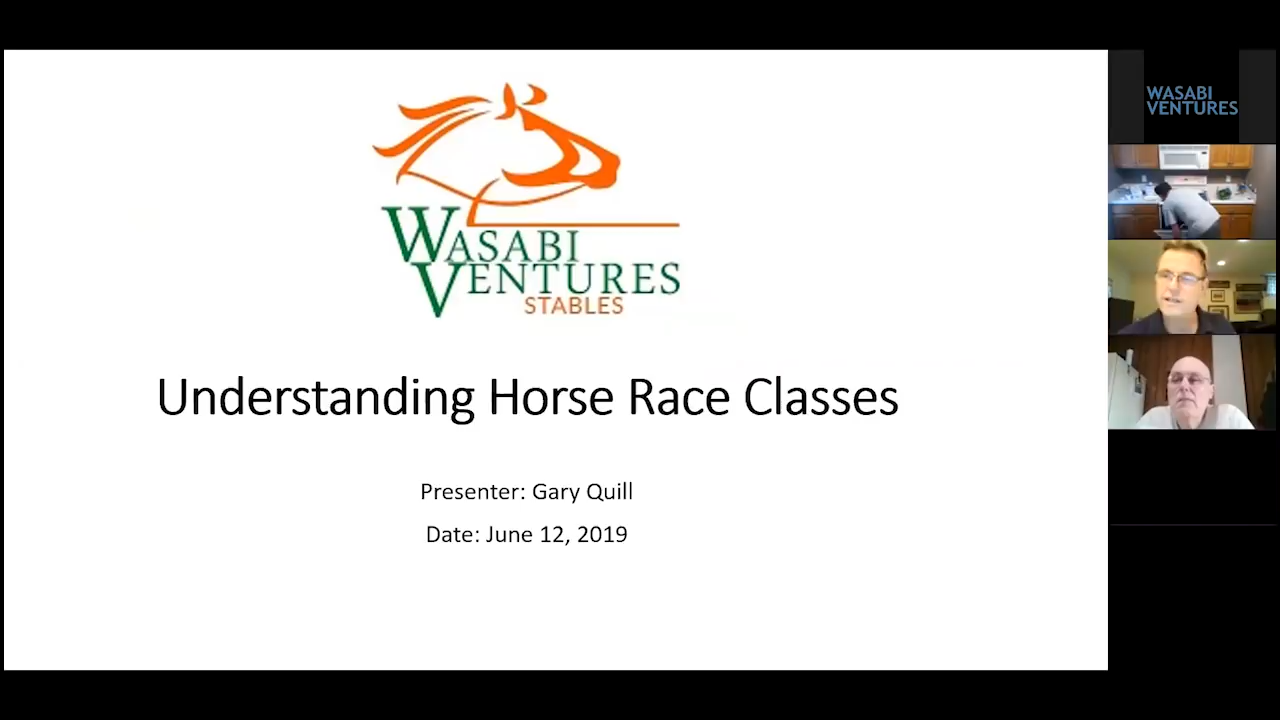 WASABI
VENTURES
STABLES
Understanding Horse Race Classes
Presenter: Gary Quill
Date: June 12, 2019
WASABI
VENTURES